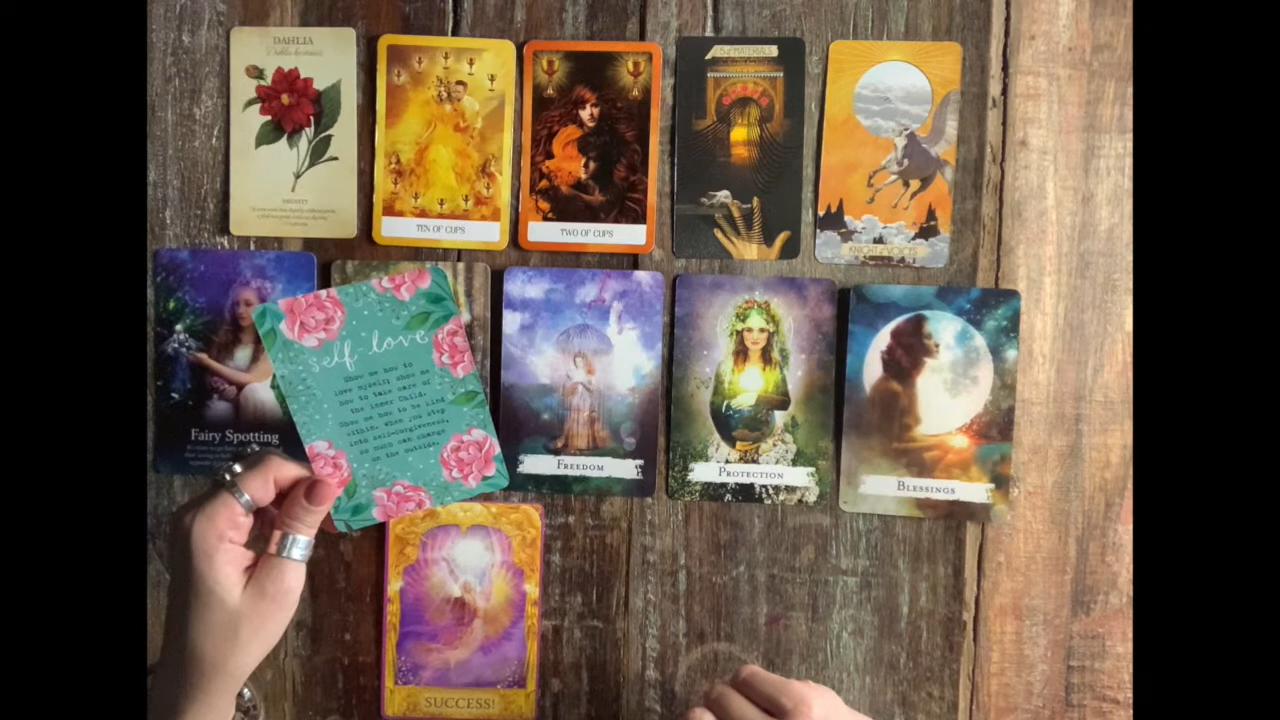 DAHLIA
TEN OF CUPS
TWO OF CUPS
5 of MATERIALS
KNIGHT of VOICES
DIGNITY
Fairy Spotting
self-love
Show me how to
love myself; show me
how to take care of
the inner Child.
Show me how to be kind
within. When you step
into self-forgiveness,
so much can change
on the outside.
FREEDOM
PROTECTION
BLESSINGS
SUCCESS!